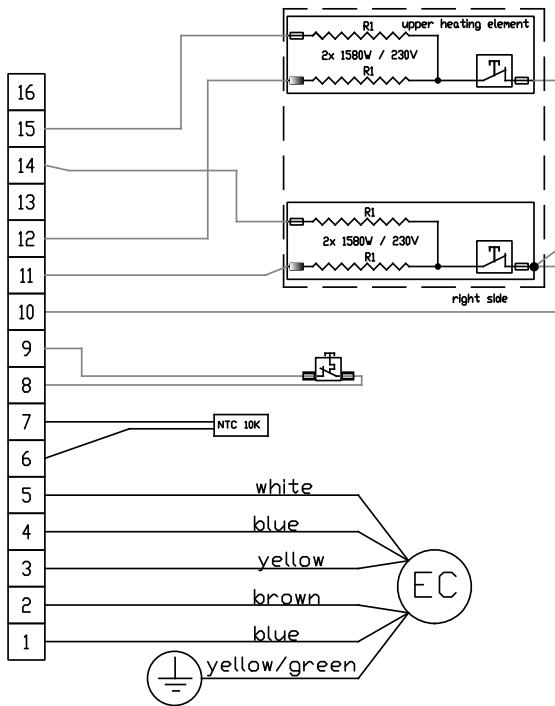 R1
upper heating element
2x 1580W / 230V
R1
16
15
14
13
12
11
10
9
8
7
6
5
4
3
2
1
R1
2x 1580W / 230V
R1
right side
NTC 10K
white
blue
yellow
brown
blue
yellow/green
EC